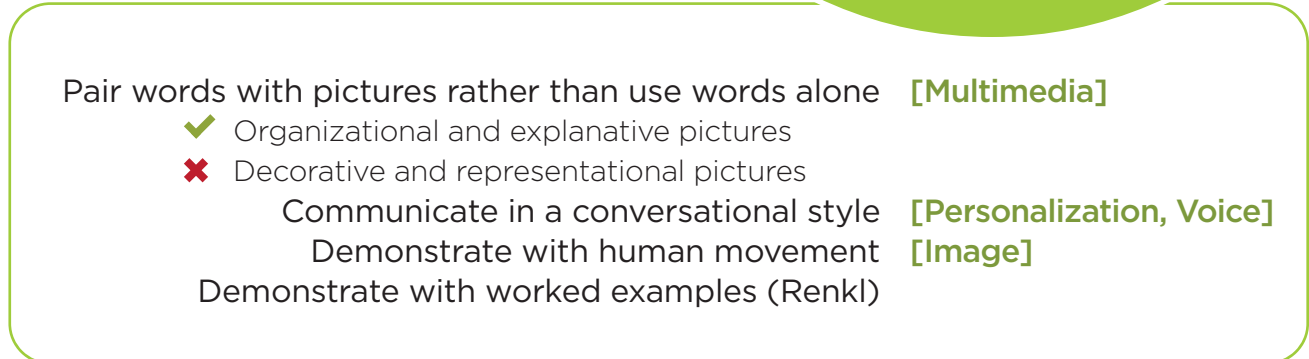 Pair words with pictures rather than use words alone [Multimedia]
Organizational and explanative pictures
Decorative and representational pictures
Communicate in a conversational style [Personalization, Voice]
Demonstrate with human movement [Image]
Demonstrate with worked examples (Renkl)